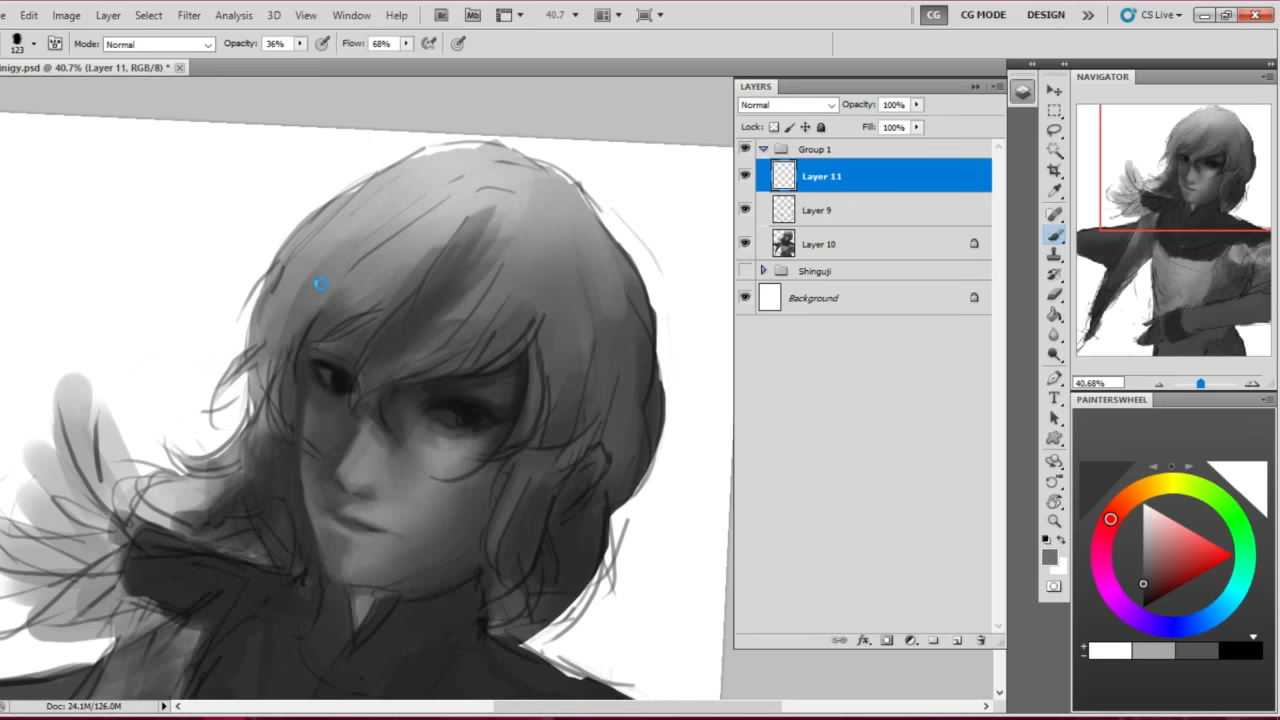 e Edit Image Layer Select Filter Analysis 3D View Window Help Br Mb 40.7 CG CG MODE DESIGN CS Live
123 Mode: Normal Opacity: 36% Flow: 68%
inigy.psd @ 40.7% (Layer 11, RGB/8) *
LAYERS
Normal Opacity: 100%
Lock: Fill: 100%
Group 1
Layer 11
Layer 9
Layer 10
Shinguji
Background
fx
NAVIGATOR
40.68%
PAINTERSWHEEL
T
Doc: 24.1M/126.0M